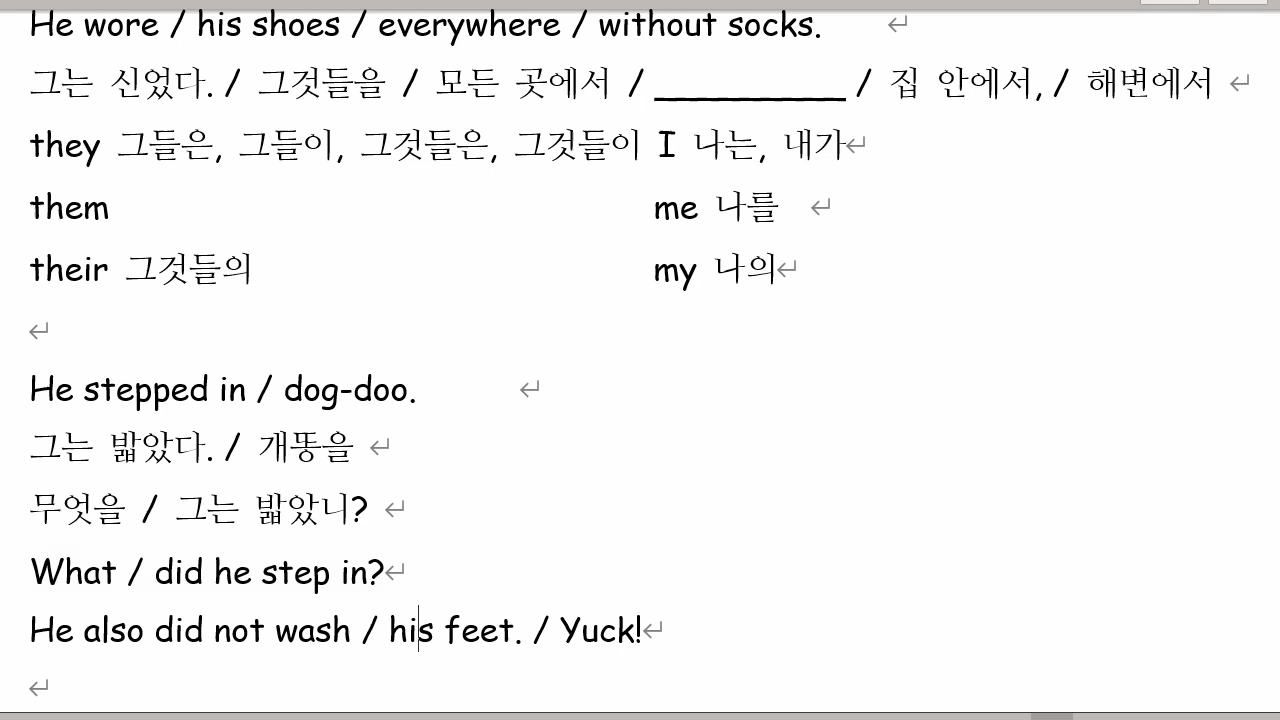 He wore / his shoes / everywhere / without socks.
그는 신었다. / 그것들을 / 모든 곳에서 / __________ / 집 안에서, / 해변에서
they 그들은, 그들이, 그것들은, 그것들이 I 나는, 내가
them me 나를
their 그것들의 my 나의
He stepped in / dog-doo.
그는 밟았다. / 개똥을
무엇을 / 그는 밟았니?
What / did he step in?
He also did not wash / his feet. / Yuck!